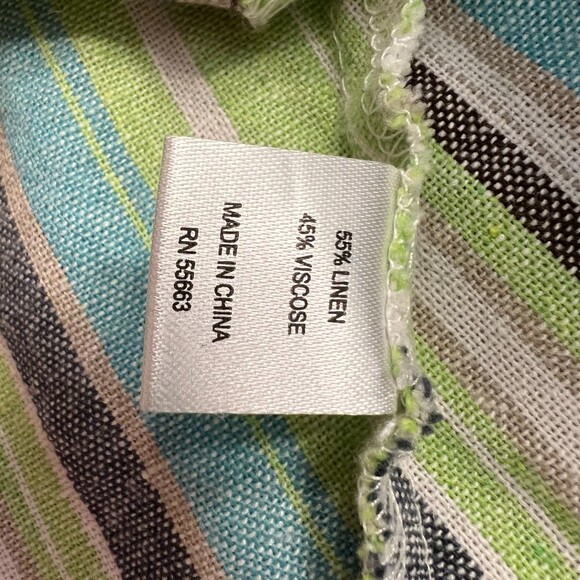 55% LINEN
45% VISCOSE
MADE IN CHINA
RN 55663